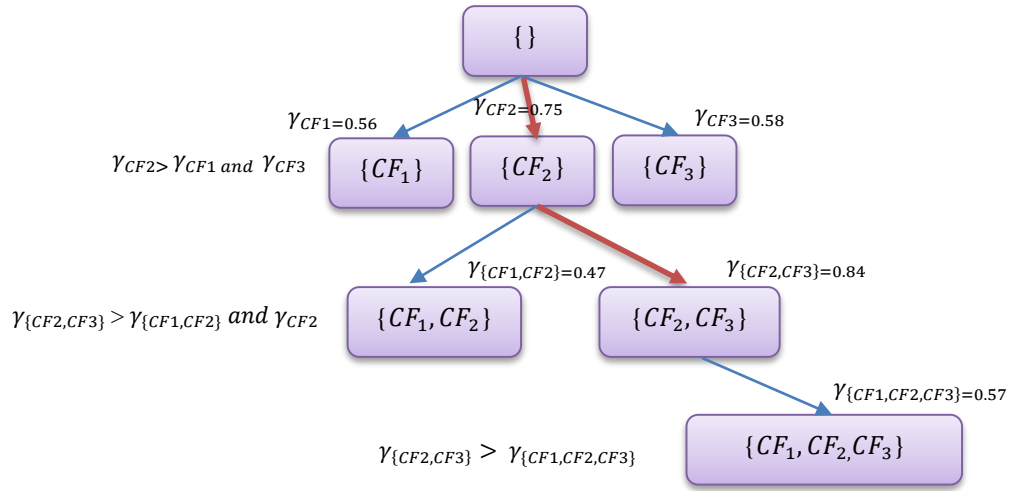 { }
γCF1=0.56
γCF2=0.75
γCF3=0.58
γCF2> γCF1 and γCF3
{CF1}
{CF2}
{CF3}
γ{CF1,CF2}=0.47
γ{CF2,CF3}=0.84
γ{CF2,CF3} > γ{CF1,CF2} and γCF2
{CF1, CF2}
{CF2, CF3}
γ{CF1,CF2,CF3}=0.57
γ{CF2,CF3} > γ{CF1,CF2,CF3}
{CF1, CF2, CF3}